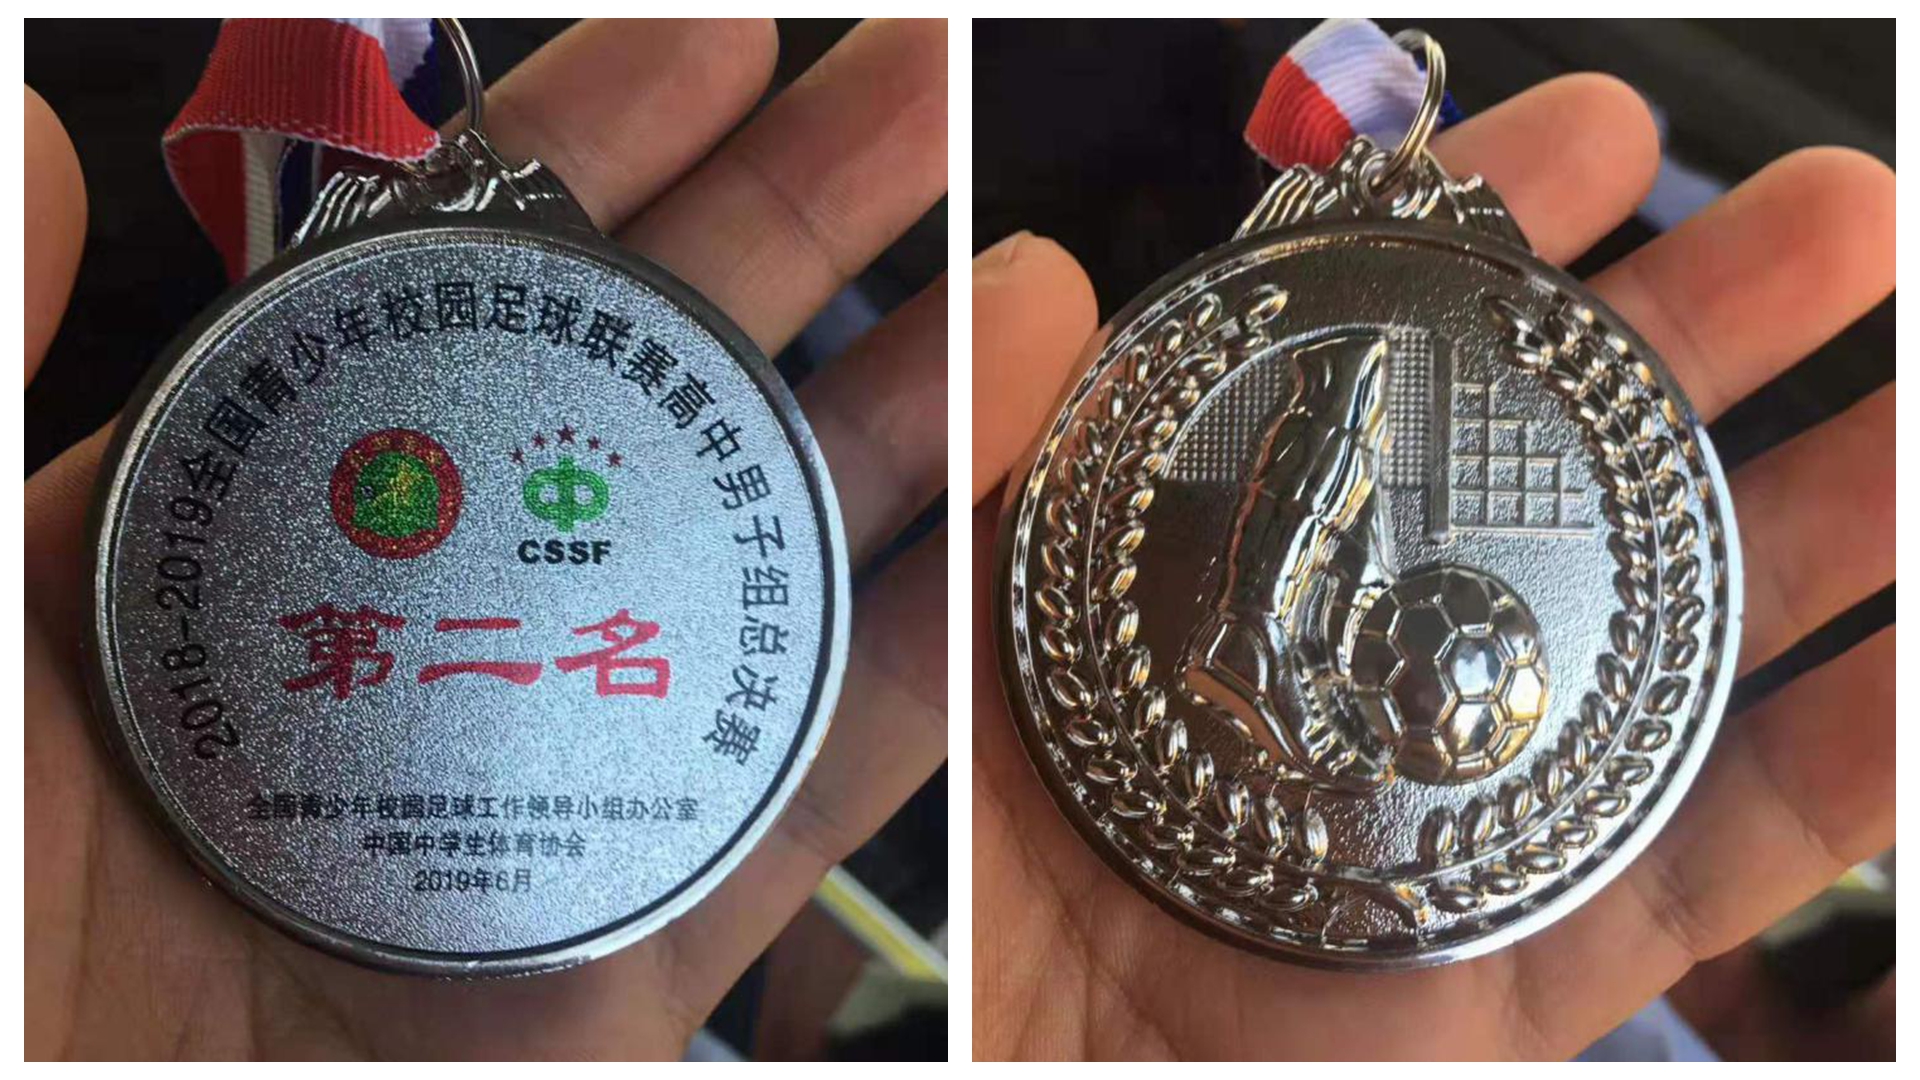 2018-2019全国青少年校园足球联赛高中男子组总决赛
CSSF
第二名
全国青少年校园足球工作领导小组办公室
中国中学生体育协会
2019年6月